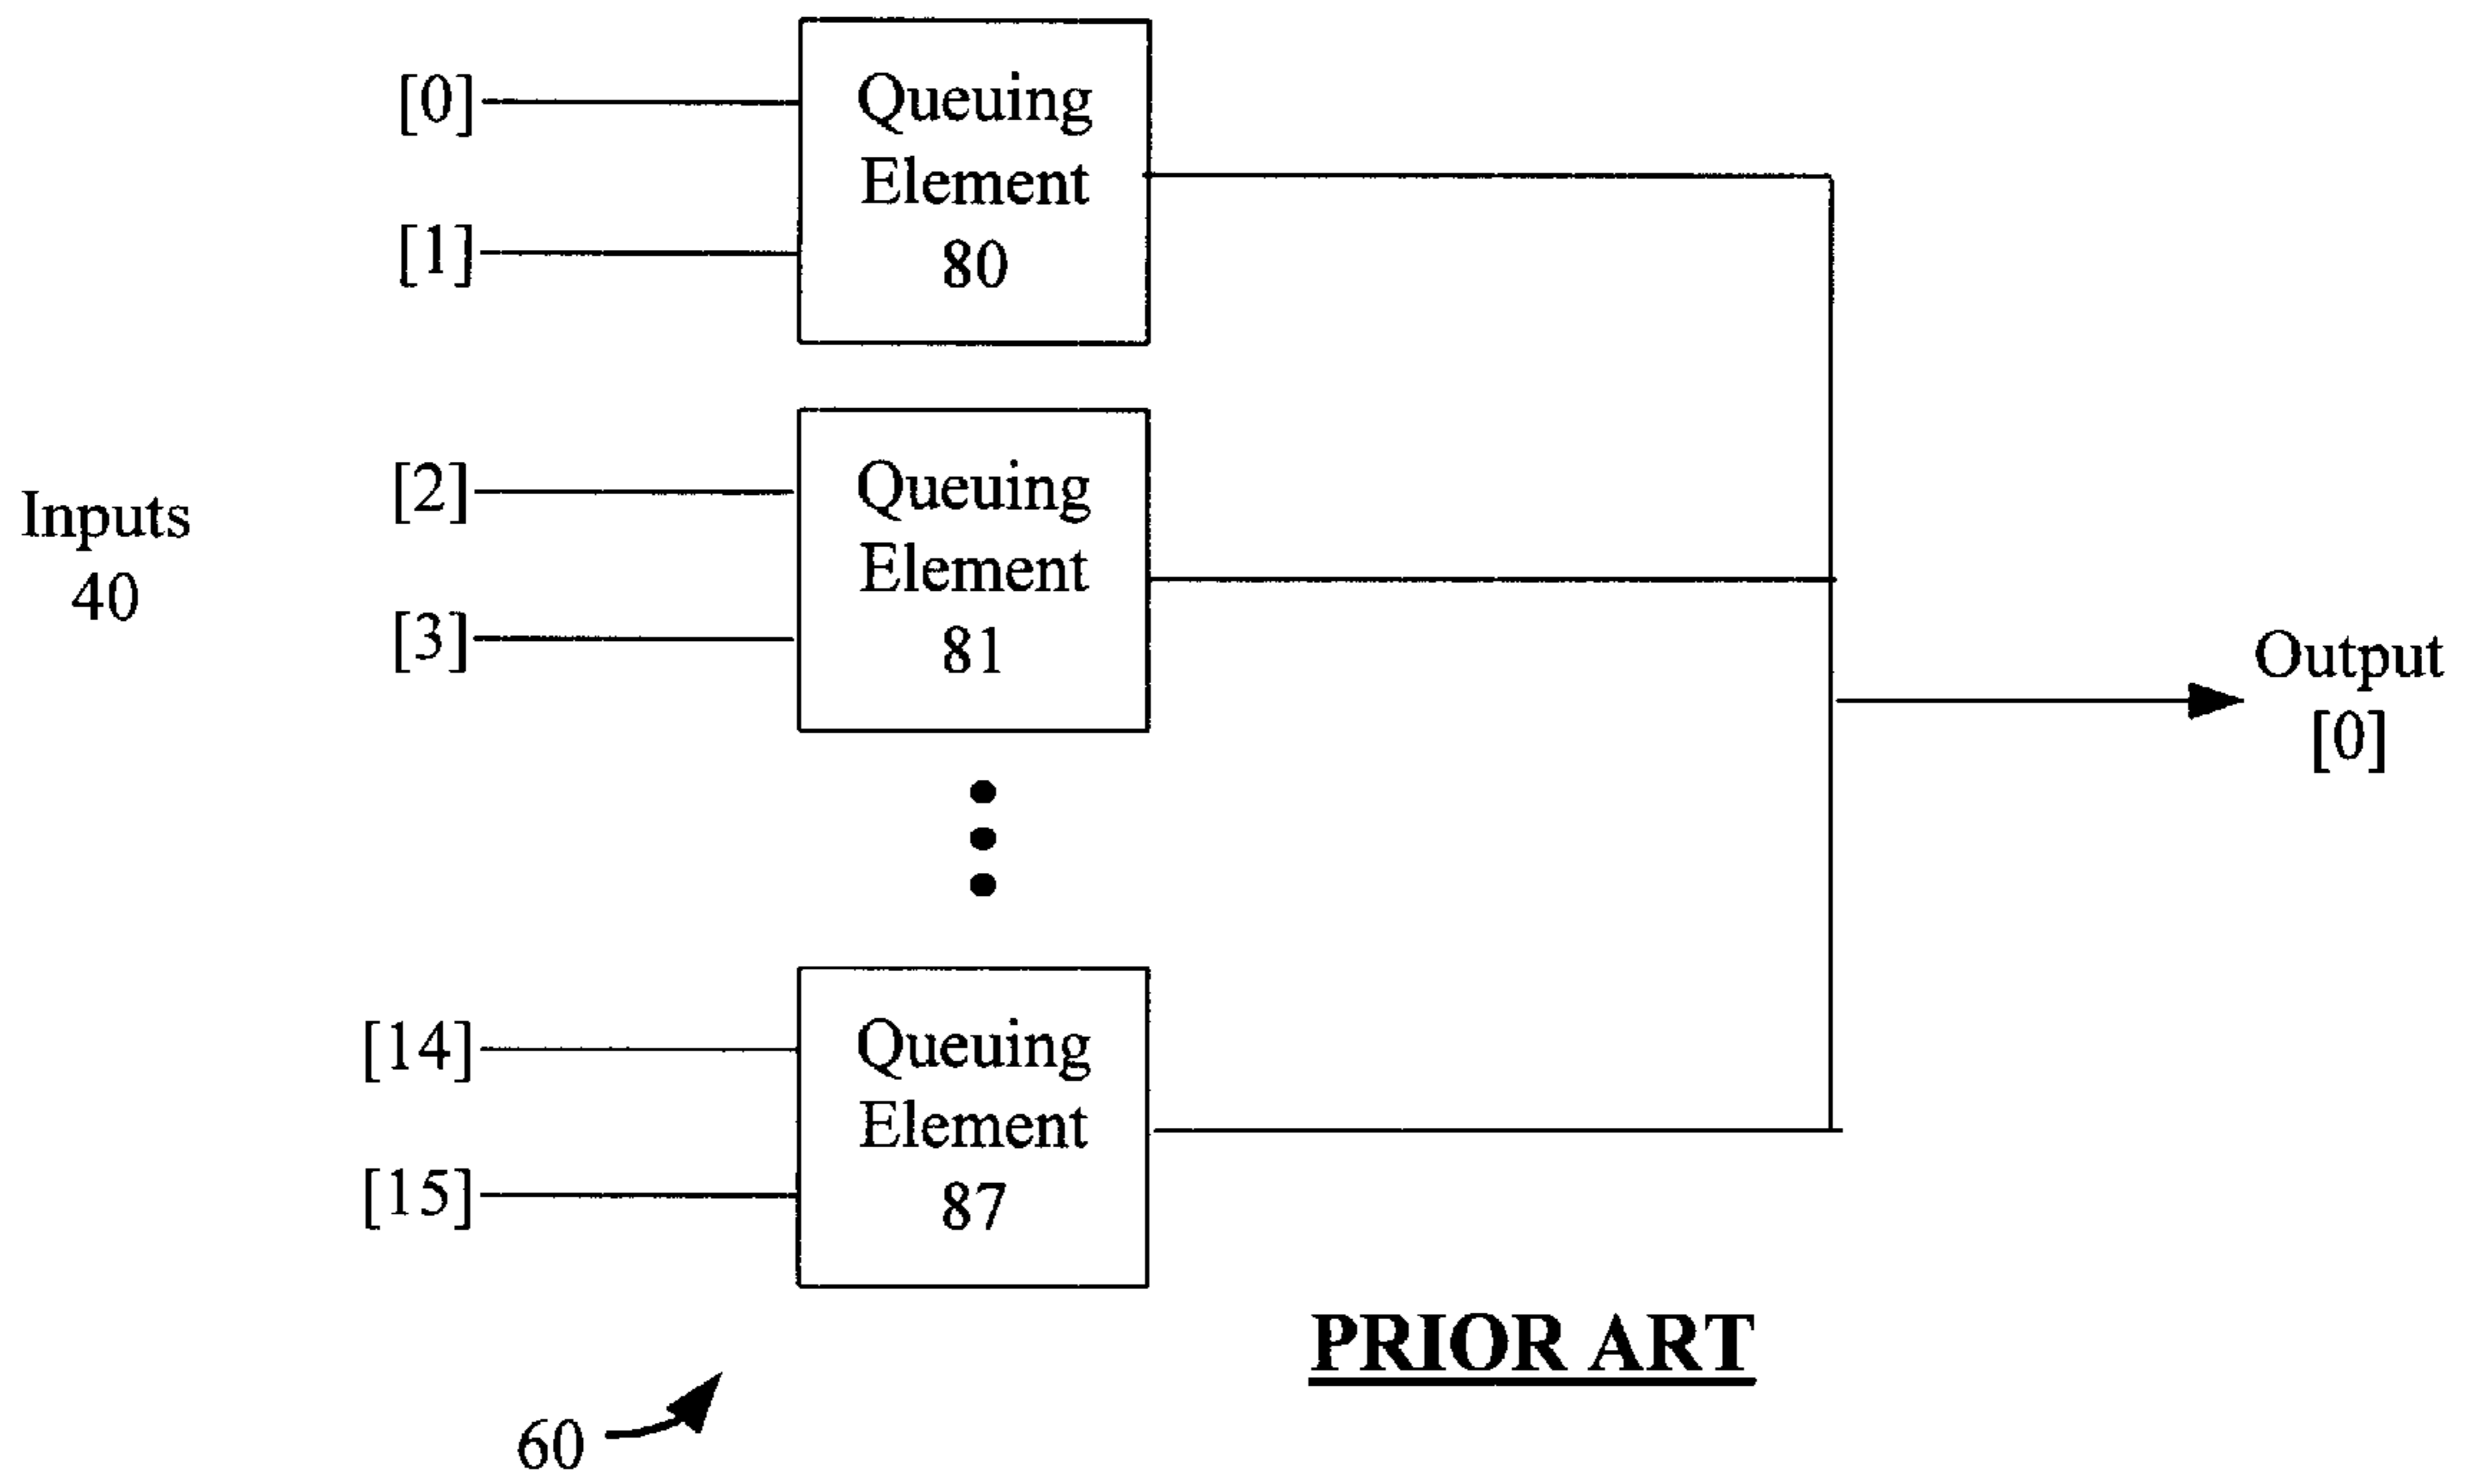 [0]
[1]
Queuing
Element
80
Inputs
40
[2]
[3]
Queuing
Element
81
Output
[0]
[14]
[15]
Queuing
Element
87
PRIOR ART
60